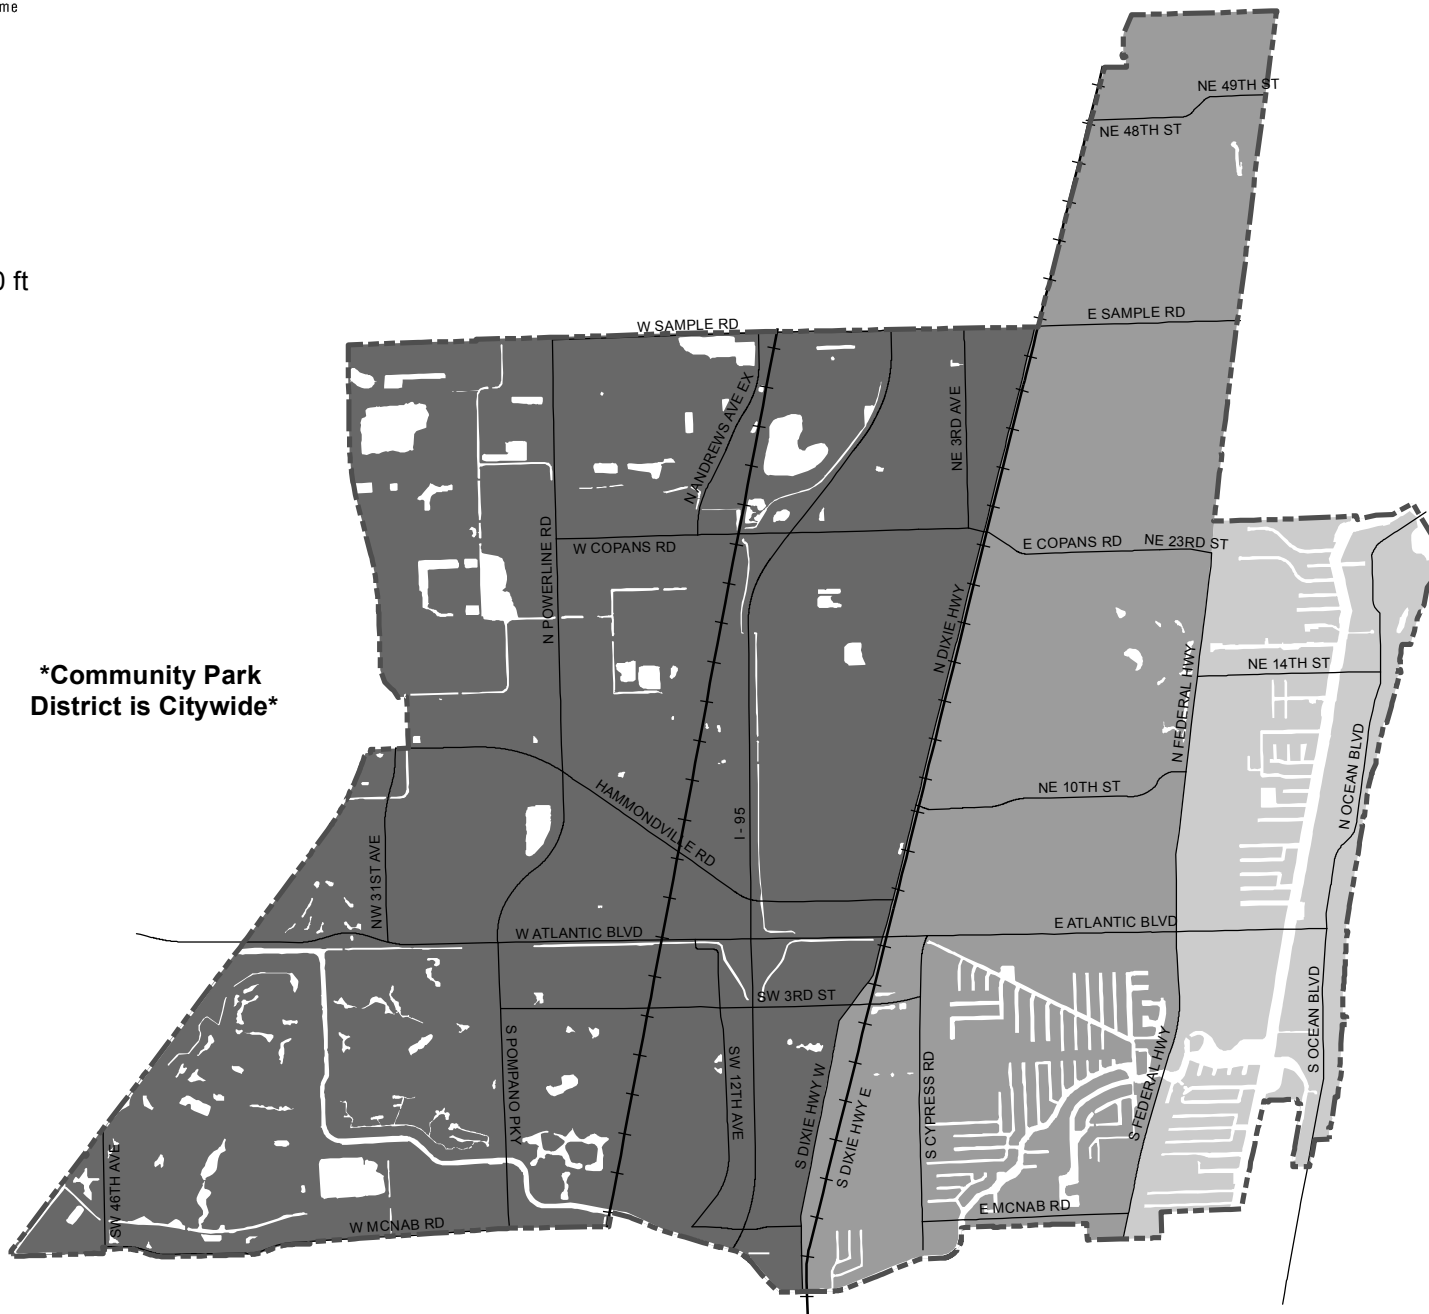 NE 49TH ST
NE 48TH ST
ft
E SAMPLE RD
W SAMPLE RD
N ANDREWS AVE EX
NE 3RD AVE
N POWERLINE RD
W COPANS RD
E COPANS RD
NE 23RD ST
N DIXIE HWY
*Community Park
District is Citywide*
NE 14TH ST
N FEDERAL HWY
N OCEAN BLVD
NE 10TH ST
HAMMONDVILLE RD
I - 95
NW 31ST AVE
E ATLANTIC BLVD
W ATLANTIC BLVD
SW 3RD ST
S OCEAN BLVD
S POMPANO PKY
SW 12TH AVE
S DIXIE HWY W
S DIXIE HWY E
S CYPRESS RD
S FEDERAL HWY
SW 46TH AVE
W MCNAB RD
E MCNAB RD